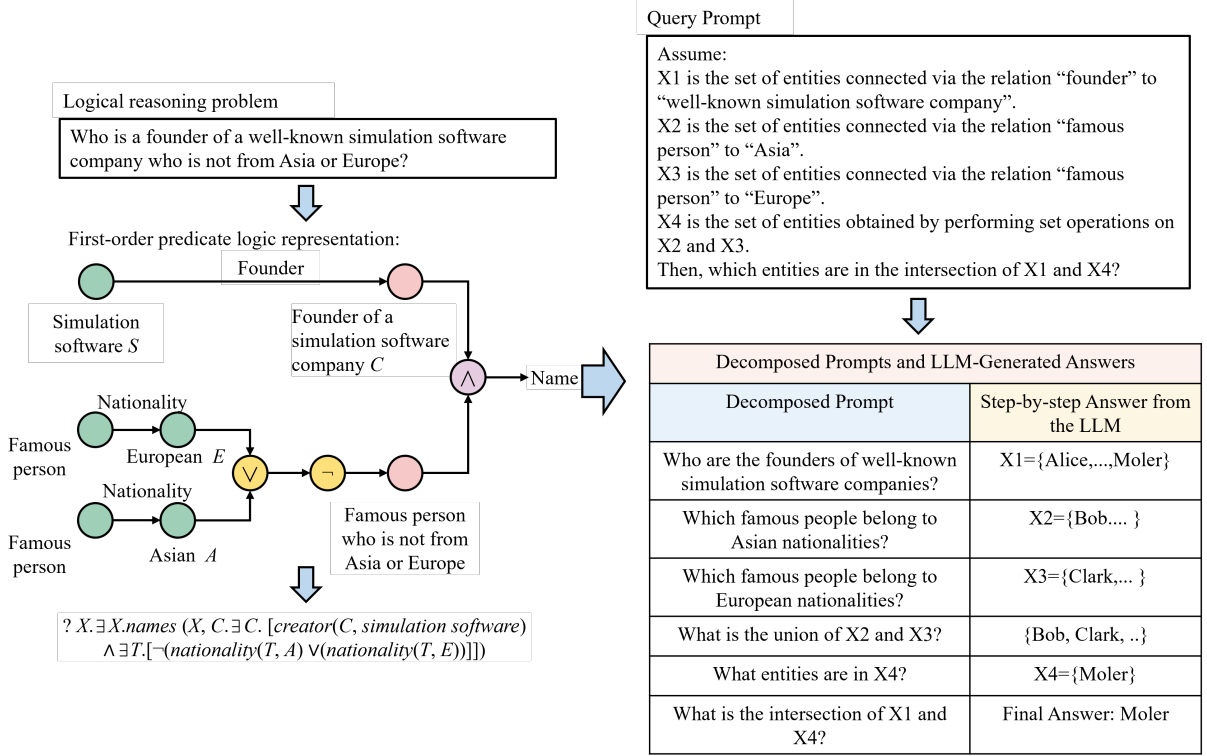 Logical reasoning problem
Who is a founder of a well-known simulation software
company who is not from Asia or Europe?
First-order predicate logic representation:
Founder
Simulation
software S
Founder of a
simulation software
company C
∧
Name
Nationality
Famous
person
European E
Nationality
Famous
person
Asian A
∨
¬
Famous person
who is not from
Asia or Europe
? X.∃X.names (X, C.∃C. [creator(C, simulation software)
∧∃T.[¬(nationality(T, A) ∨(nationality(T, E))]])
Query Prompt
Assume:
X1 is the set of entities connected via the relation “founder” to
“well-known simulation software company”.
X2 is the set of entities connected via the relation “famous
person” to “Asia”.
X3 is the set of entities connected via the relation “famous
person” to “Europe”.
X4 is the set of entities obtained by performing set operations on
X2 and X3.
Then, which entities are in the intersection of X1 and X4?
Decomposed Prompts and LLM-Generated Answers
Decomposed Prompt
Step-by-step Answer from
the LLM
Who are the founders of well-known
simulation software companies?
X1={Alice,...,Moler}
Which famous people belong to
Asian nationalities?
X2={Bob.... }
Which famous people belong to
European nationalities?
X3={Clark,... }
What is the union of X2 and X3?
{Bob, Clark, ..}
What entities are in X4?
X4={Moler}
What is the intersection of X1 and
X4?
Final Answer: Moler